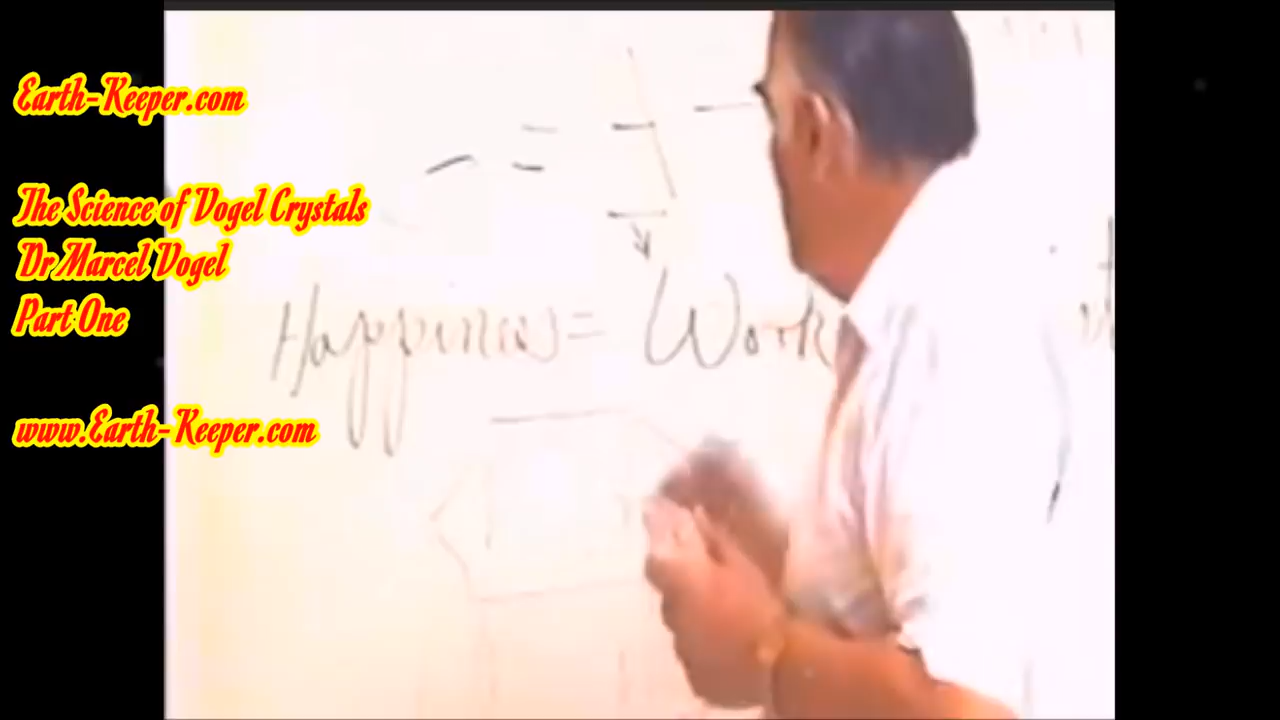 Earth-Keeper.com
The Science of Vogel Crystals
Dr Marcel Vogel
Part One
www.Earth-Keeper.com
Happiness = Work